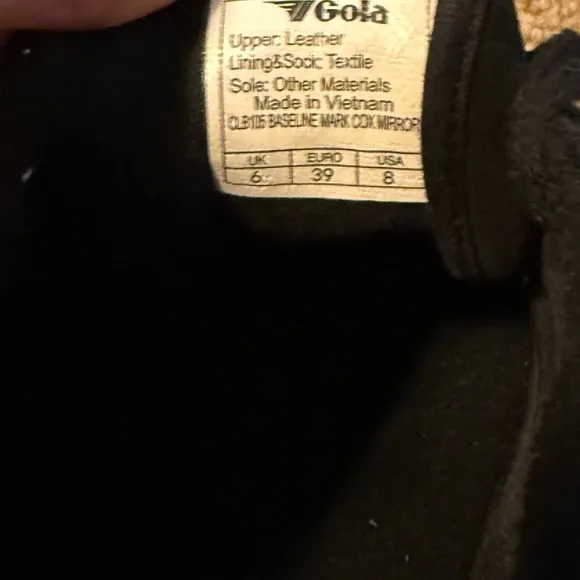 Gola
Upper: Leather
Lining&Sock: Textile
Sole: Other Materials
Made in Vietnam
CLB105 BASELINE MARK COX MIRROR
UK EURO USA
6 39 8